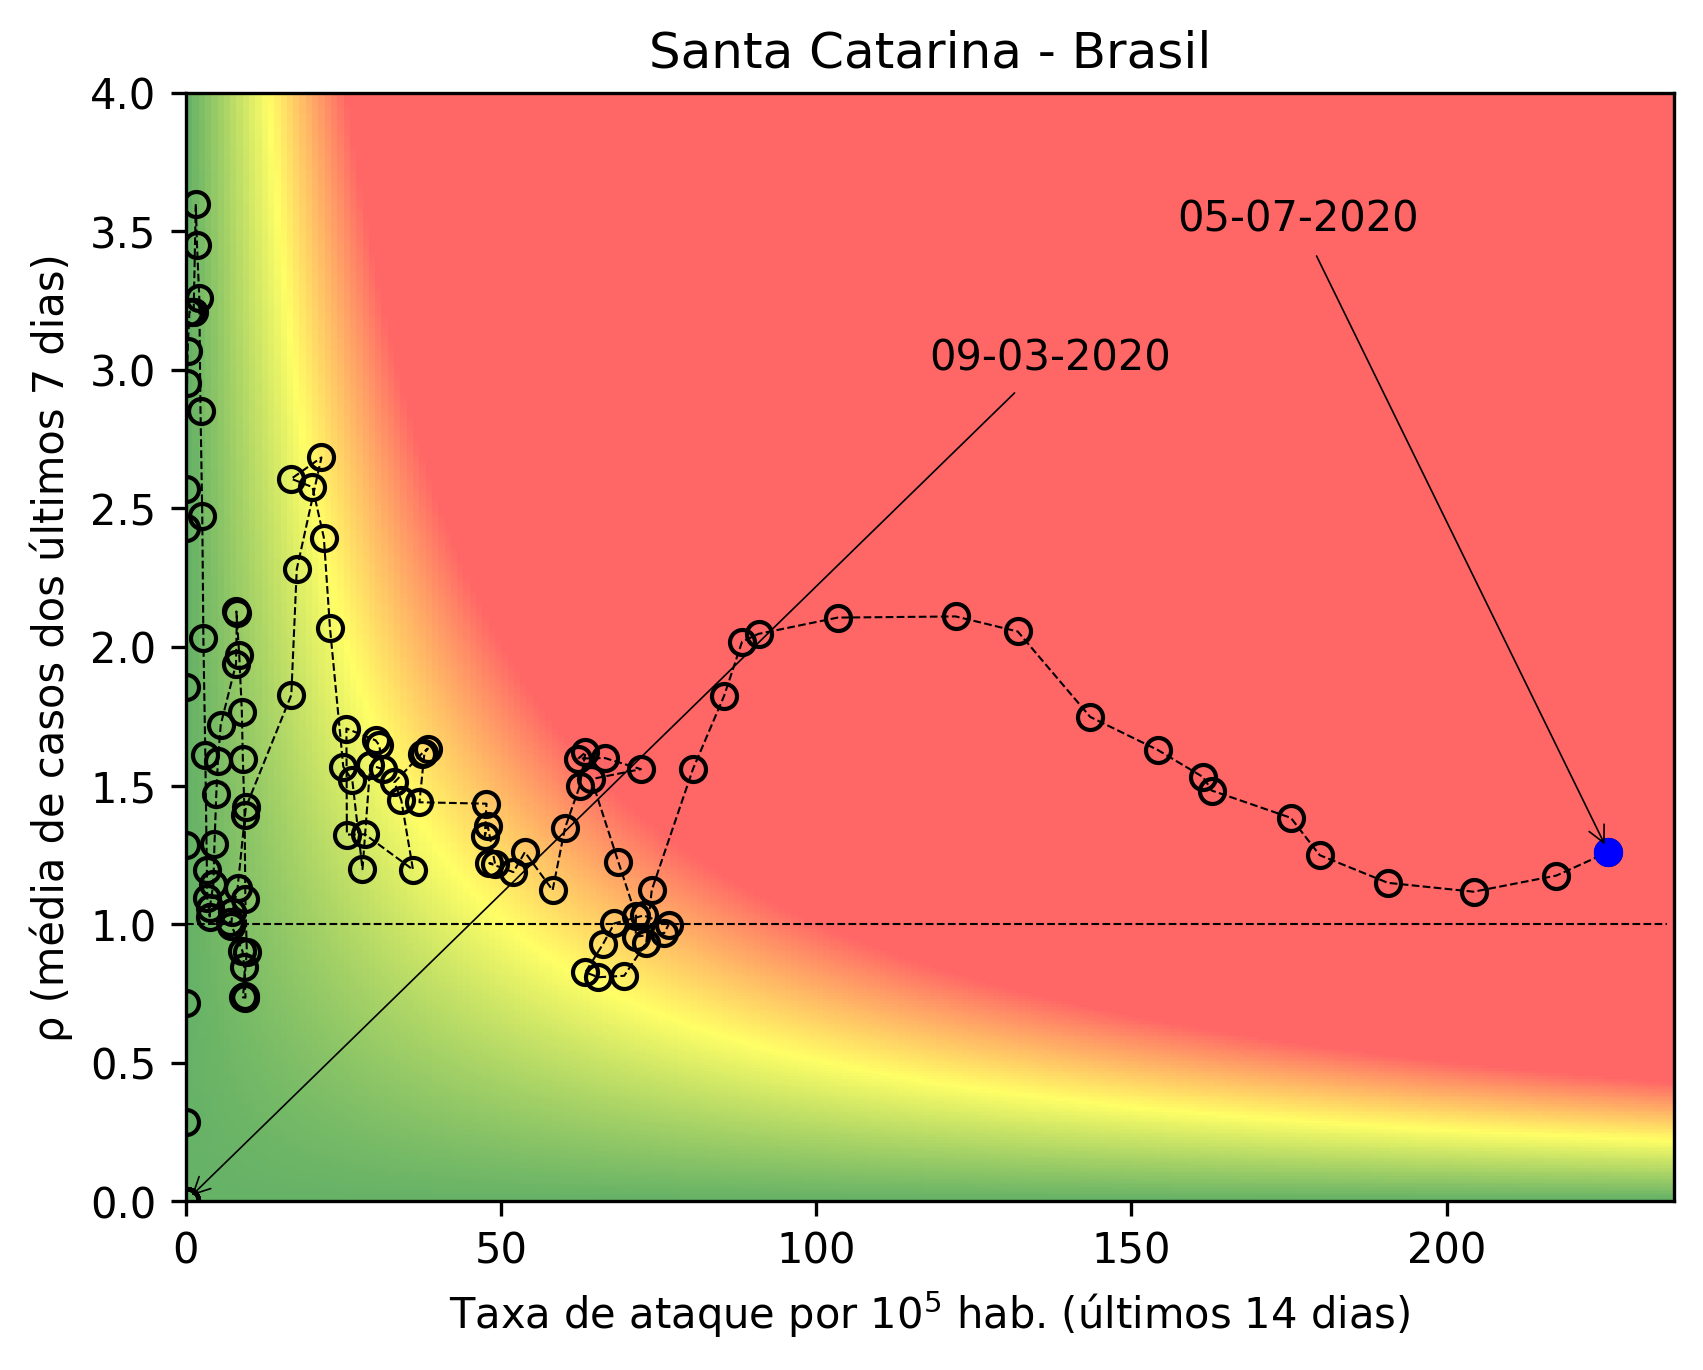 Santa Catarina - Brasil
4.0
3.5
3.0
2.5
2.0
1.5
1.0
0.5
0.0
ρ (média de casos dos últimos 7 dias)
05-07-2020
09-03-2020
0 50 100 150 200
Taxa de ataque por 10⁵ hab. (últimos 14 dias)